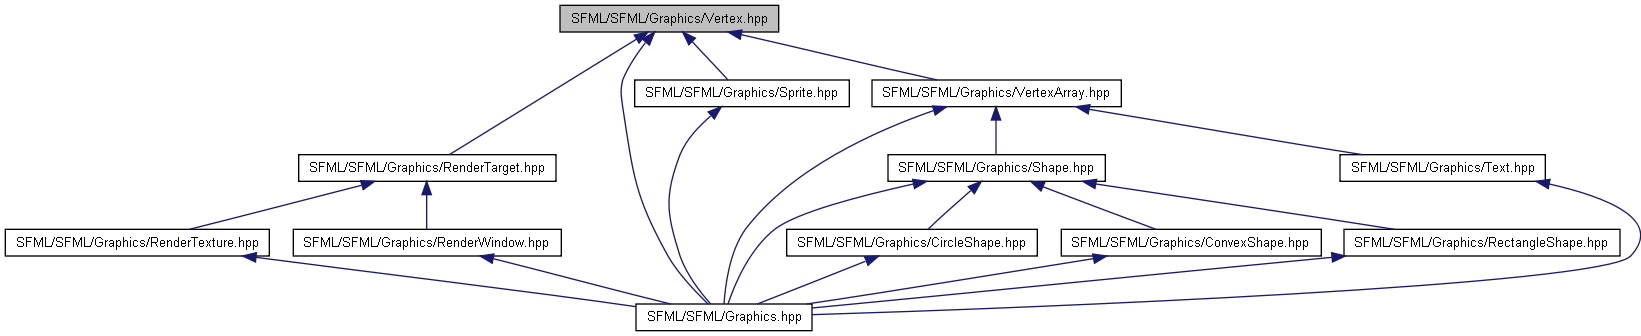 SFML/SFML/Graphics/Vertex.hpp
SFML/SFML/Graphics/Sprite.hpp
SFML/SFML/Graphics/VertexArray.hpp
SFML/SFML/Graphics/RenderTarget.hpp
SFML/SFML/Graphics/Shape.hpp
SFML/SFML/Graphics/Text.hpp
SFML/SFML/Graphics/RenderTexture.hpp
SFML/SFML/Graphics/RenderWindow.hpp
SFML/SFML/Graphics/CircleShape.hpp
SFML/SFML/Graphics/ConvexShape.hpp
SFML/SFML/Graphics/RectangleShape.hpp
SFML/SFML/Graphics.hpp